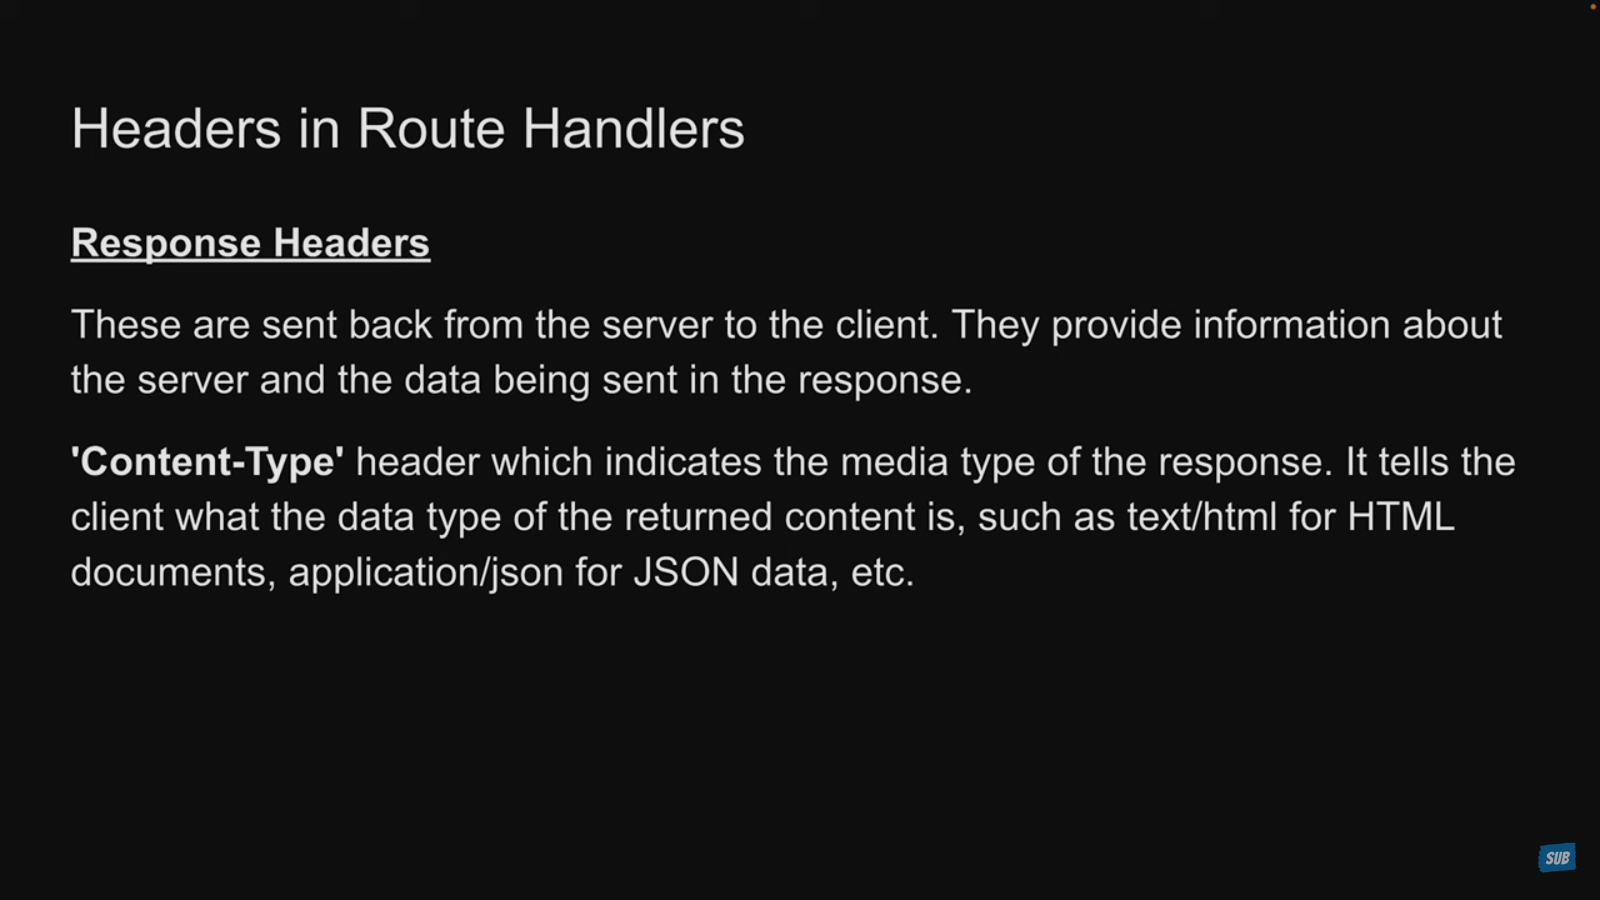 Headers in Route Handlers
Response Headers
These are sent back from the server to the client. They provide information about
the server and the data being sent in the response.
'Content-Type' header which indicates the media type of the response. It tells the
client what the data type of the returned content is, such as text/html for HTML
documents, application/json for JSON data, etc.
SUB